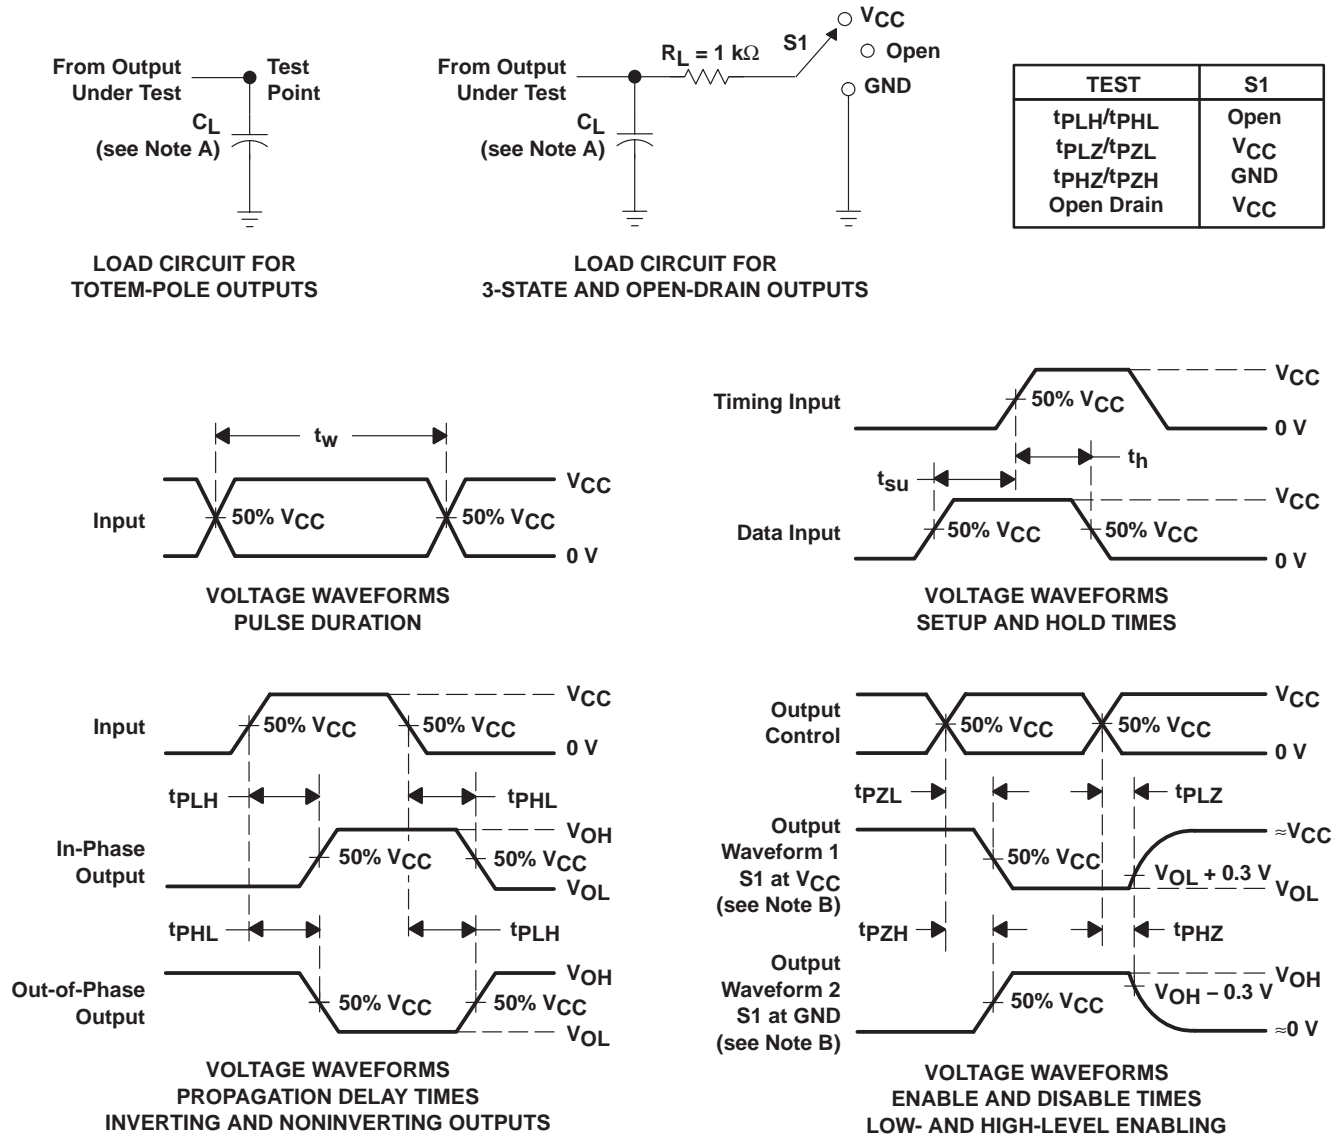 From Output
Under Test
Test
Point
CL
(see Note A)
LOAD CIRCUIT FOR
TOTEM-POLE OUTPUTS
From Output
Under Test
RL = 1 kΩ
S1
VCC
Open
GND
CL
(see Note A)
LOAD CIRCUIT FOR
3-STATE AND OPEN-DRAIN OUTPUTS
TEST S1
tPLH/tPHL Open
tPLZ/tPZL VCC
tPHZ/tPZH GND
Open Drain VCC
tw
Input
50% VCC
50% VCC
VCC
0 V
VOLTAGE WAVEFORMS
PULSE DURATION
Timing Input
50% VCC
VCC
0 V
tsu
th
Data Input
50% VCC
50% VCC
VCC
0 V
VOLTAGE WAVEFORMS
SETUP AND HOLD TIMES
Input
50% VCC
50% VCC
VCC
0 V
tPLH
tPHL
In-Phase
Output
50% VCC
50% VCC
VOH
VOL
tPHL
tPLH
Out-of-Phase
Output
50% VCC
50% VCC
VOH
VOL
VOLTAGE WAVEFORMS
PROPAGATION DELAY TIMES
INVERTING AND NONINVERTING OUTPUTS
Output
Control
50% VCC
50% VCC
VCC
0 V
tPZL
tPLZ
Output
Waveform 1
S1 at VCC
(see Note B)
50% VCC
≈VCC
VOL + 0.3 V
VOL
tPZH
tPHZ
Output
Waveform 2
S1 at GND
(see Note B)
50% VCC
VOH
VOH – 0.3 V
≈0 V
VOLTAGE WAVEFORMS
ENABLE AND DISABLE TIMES
LOW- AND HIGH-LEVEL ENABLING